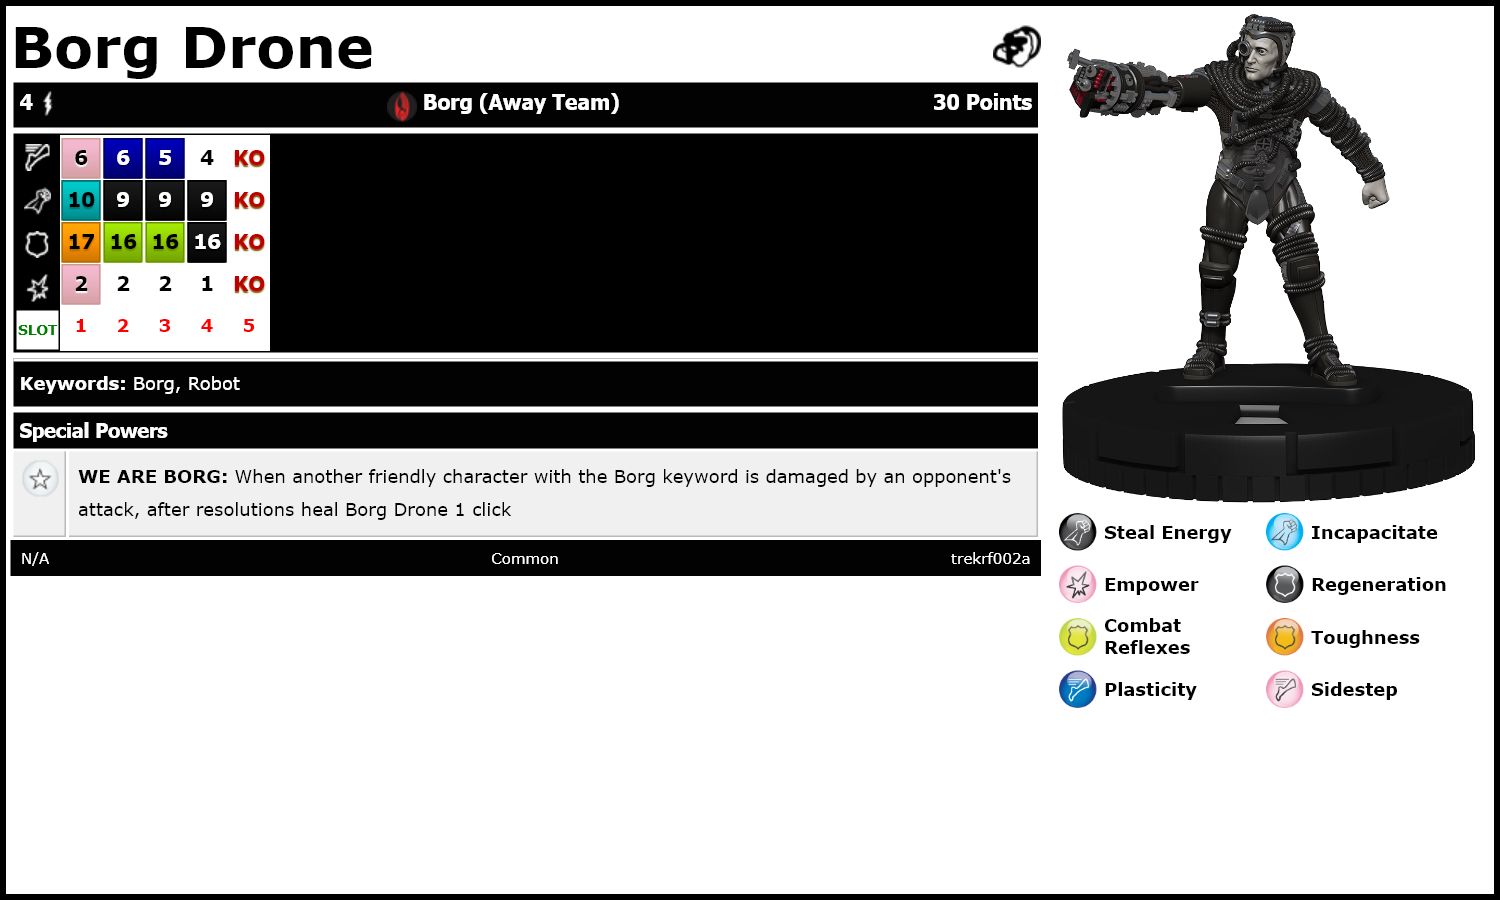 Borg Drone
4 Borg (Away Team) 30 Points
6 6 5 4 KO
10 9 9 9 KO
17 16 16 16 KO
2 2 2 1 KO
SLOT 1 2 3 4 5
Keywords: Borg, Robot
Special Powers
WE ARE BORG: When another friendly character with the Borg keyword is damaged by an opponent's
attack, after resolutions heal Borg Drone 1 click
N/A Common trekrf002a
Steal Energy Incapacitate
Empower Regeneration
Combat
Reflexes
Toughness
Plasticity Sidestep